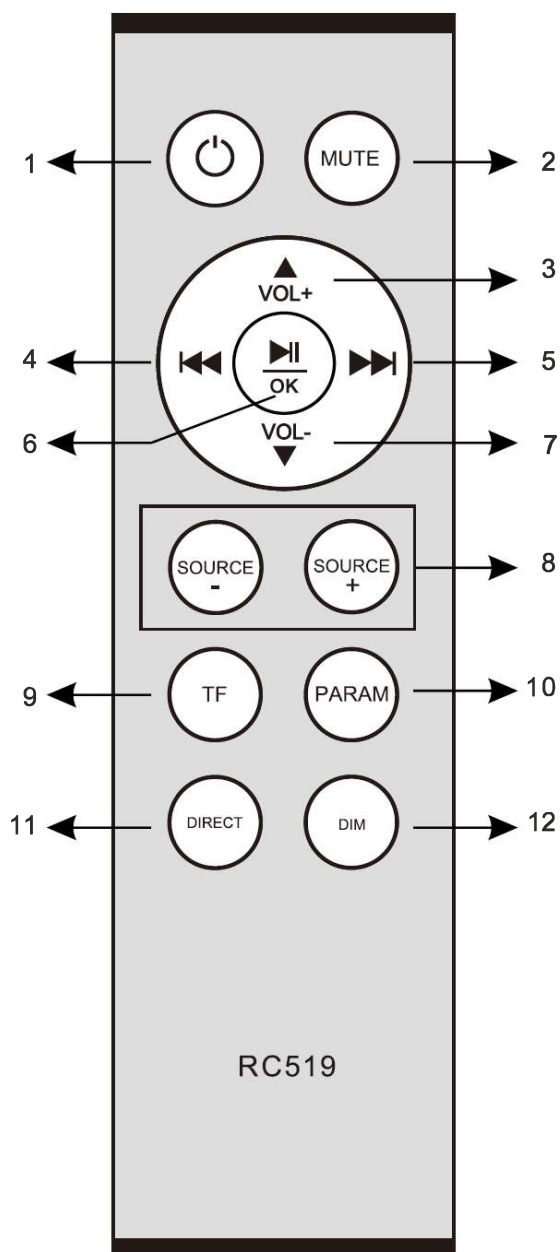 1
MUTE
2
VOL+
3
4
5
OK
6
VOL-
7
SOURCE
-
SOURCE
+
8
9
TF
PARAM
10
11
DIRECT
DIM
12
RC519